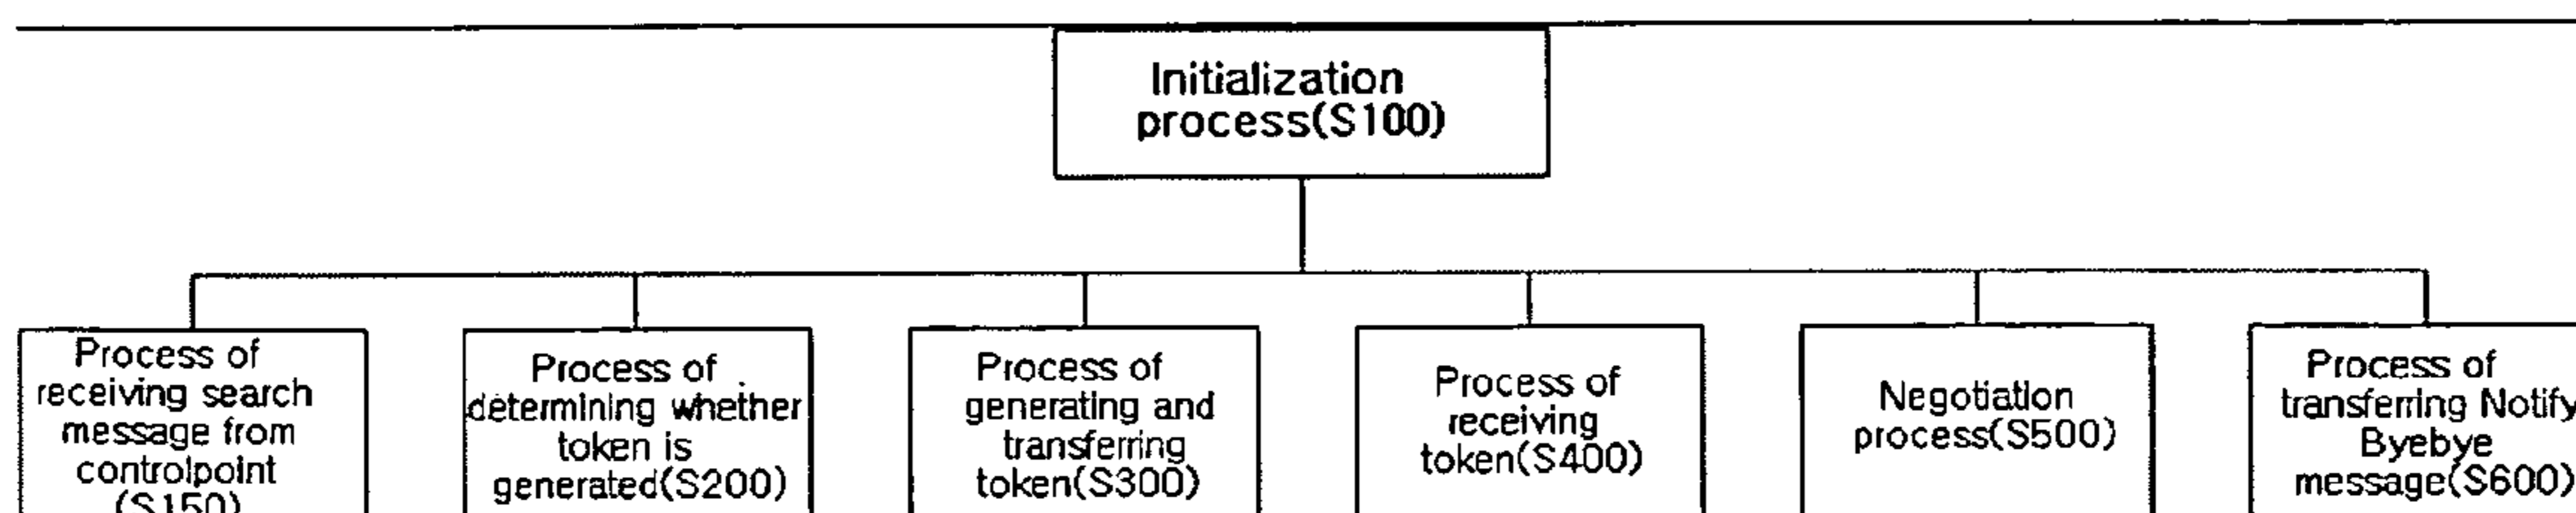 Initialization
process(S100)
Process of
receiving search
message from
controlpoint
(S150)
Process of
determining whether
token is
generated(S200)
Process of
generating and
transferring
token(S300)
Process of
receiving
token(S400)
Negotiation
process(S500)
Process of
transferring Notify
Byebye
message(S600)